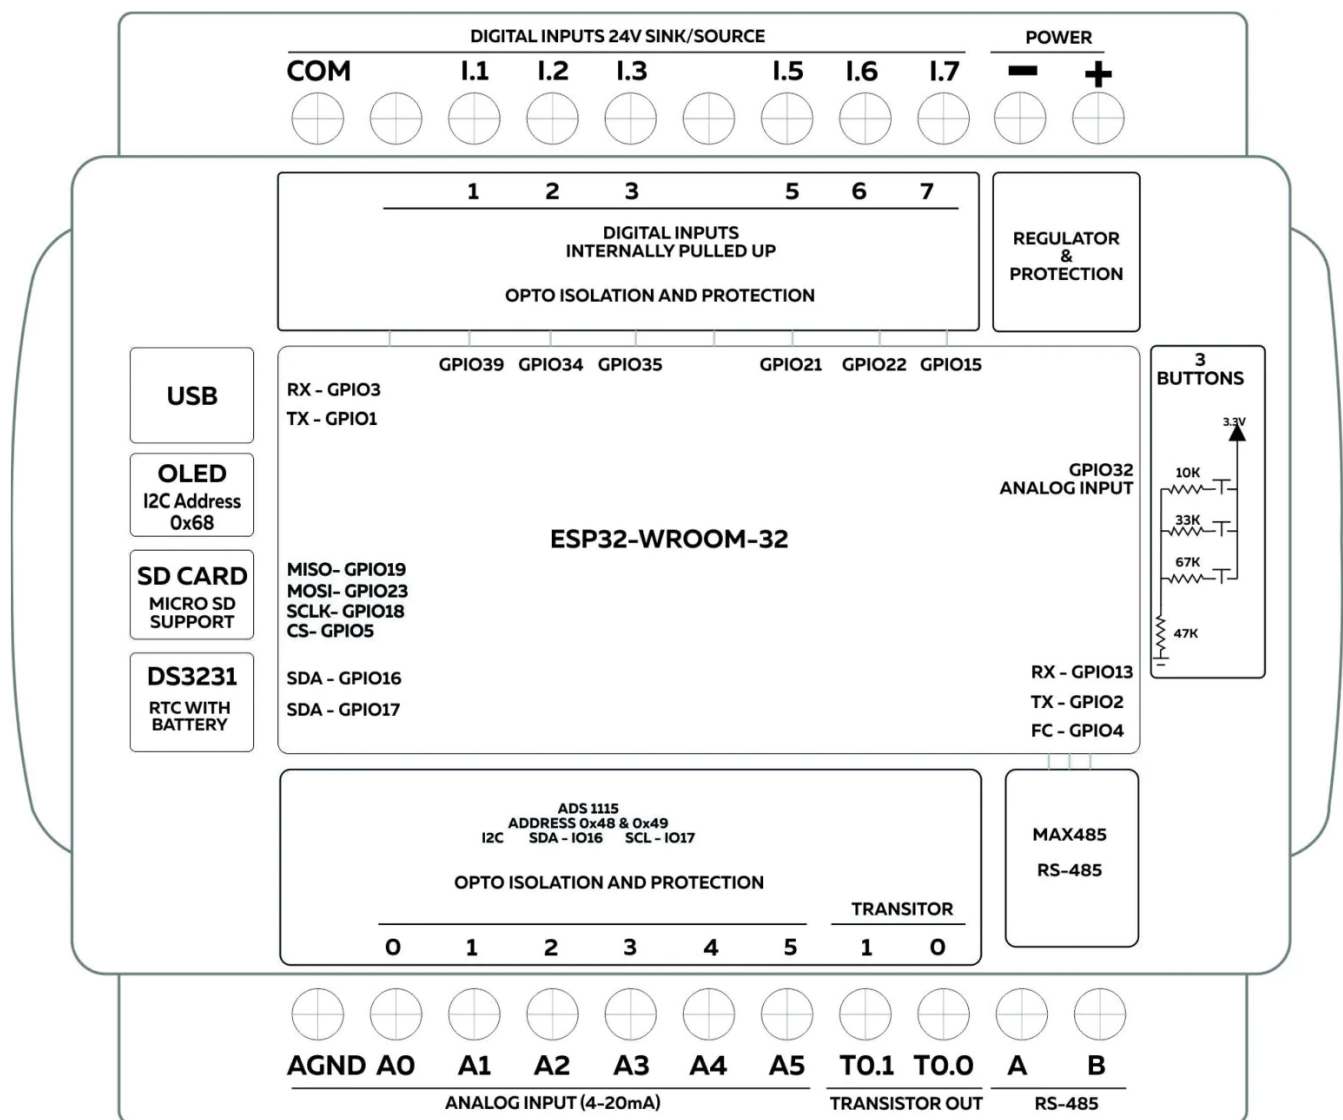 DIGITAL INPUTS 24V SINK/SOURCE
POWER
COM I.1 I.2 I.3 I.5 I.6 I.7 − +
1 2 3 5 6 7
DIGITAL INPUTS
INTERNALLY PULLED UP
OPTO ISOLATION AND PROTECTION
REGULATOR
&
PROTECTION
GPIO39 GPIO34 GPIO35 GPIO21 GPIO22 GPIO15
USB
RX - GPIO3
TX - GPIO1
OLED
I2C Address
0x68
SD CARD
MICRO SD
SUPPORT
MISO- GPIO19
MOSI- GPIO23
SCLK- GPIO18
CS- GPIO5
DS3231
RTC WITH
BATTERY
SDA - GPIO16
SDA - GPIO17
ESP32-WROOM-32
GPIO32
ANALOG INPUT
3
BUTTONS
3.3V
10K
33K
67K
47K
RX - GPIO13
TX - GPIO2
FC - GPIO4
ADS 1115
ADDRESS 0x48 & 0x49
I2C SDA - IO16 SCL - IO17
OPTO ISOLATION AND PROTECTION
TRANSITOR
0 1 2 3 4 5 1 0
MAX485
RS-485
AGND A0 A1 A2 A3 A4 A5 T0.1 T0.0 A B
ANALOG INPUT (4-20mA)
TRANSISTOR OUT
RS-485